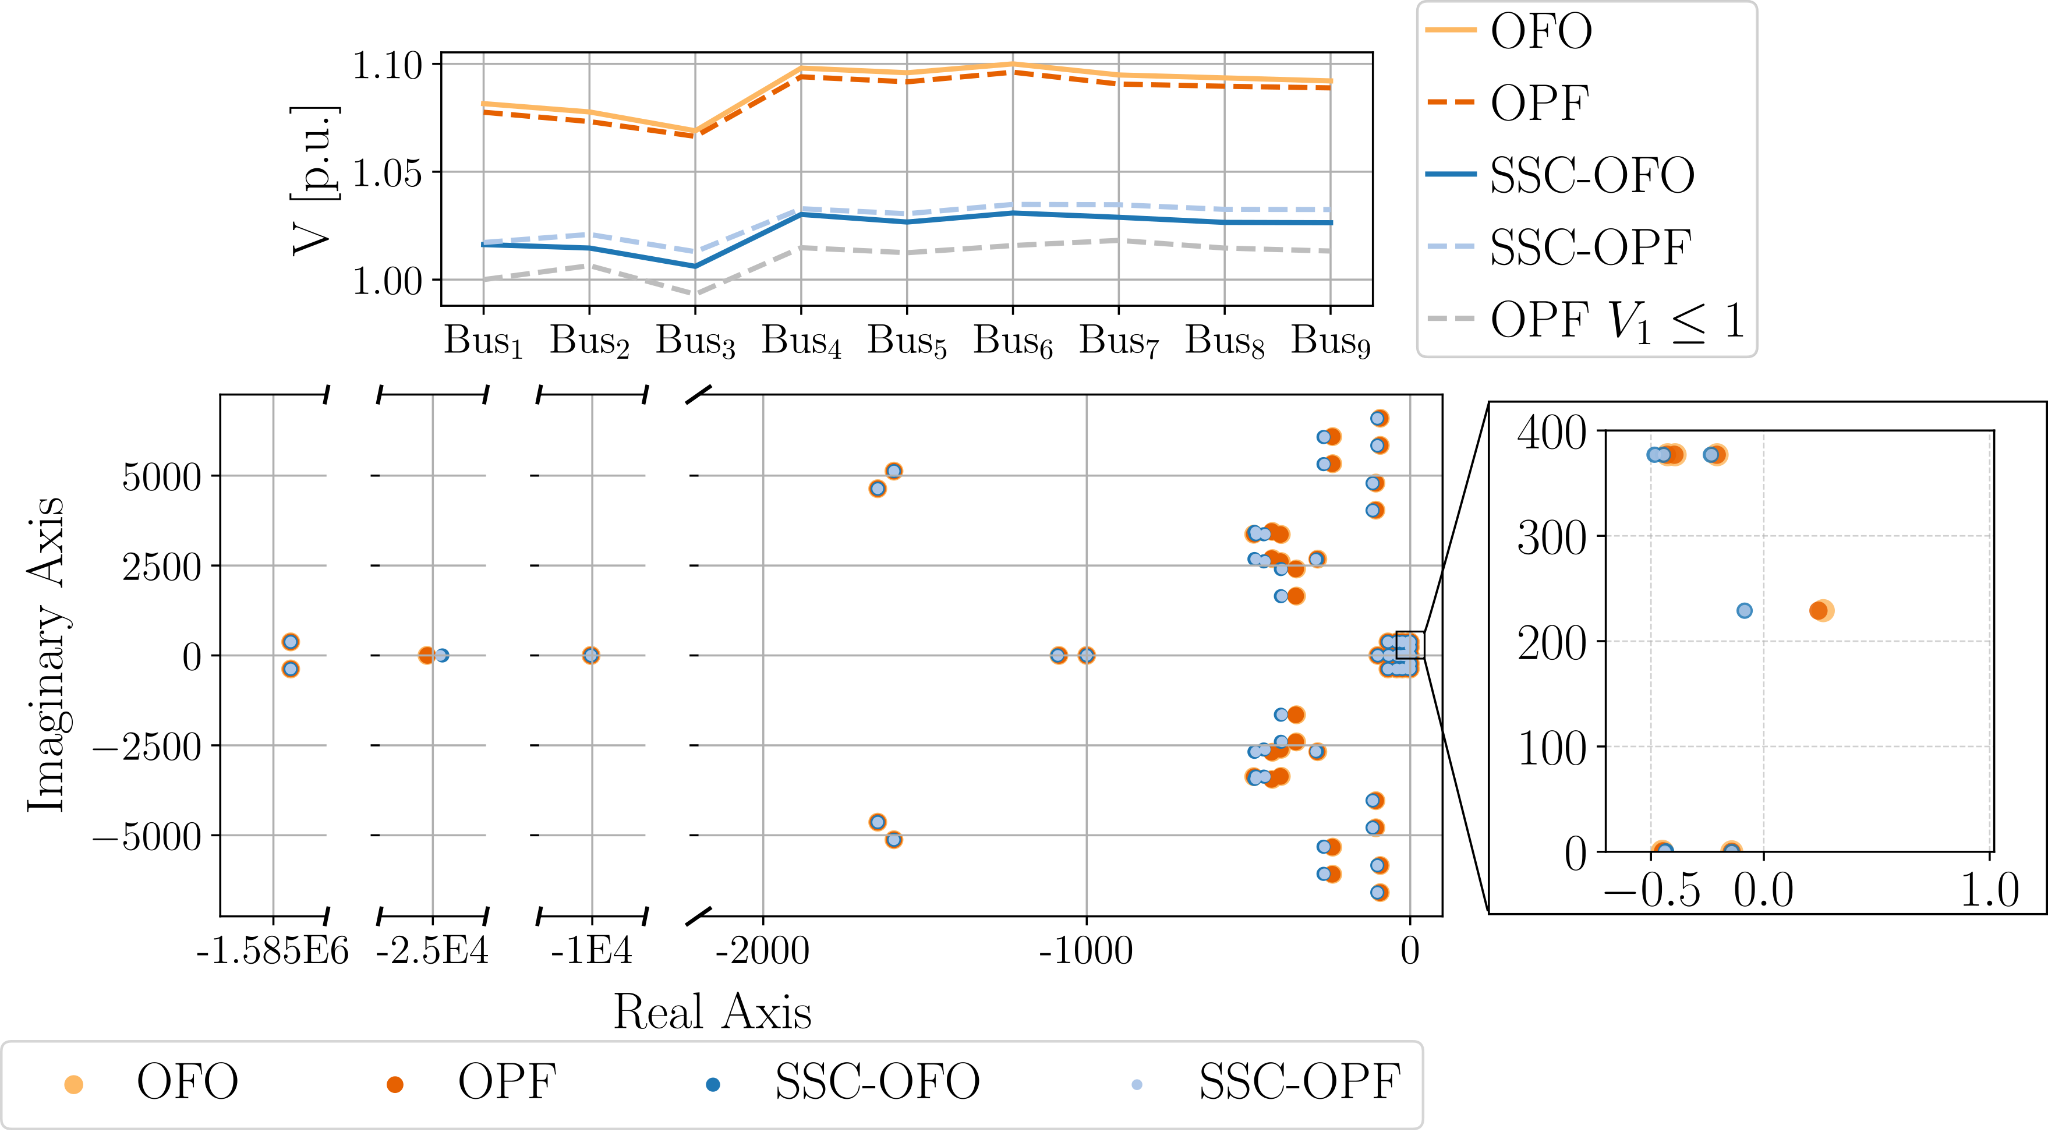 OFO
OPF
SSC-OFO
SSC-OPF
OPF V₁ ≤ 1
V [p.u.]
1.10
1.05
1.00
Bus₁ Bus₂ Bus₃ Bus₄ Bus₅ Bus₆ Bus₇ Bus₈ Bus₉
Imaginary Axis
5000
2500
0
−2500
−5000
-1.585E6 -2.5E4 -1E4 -2000 -1000 0
Real Axis
400
300
200
100
0
−0.5 0.0 1.0
OFO OPF SSC-OFO SSC-OPF